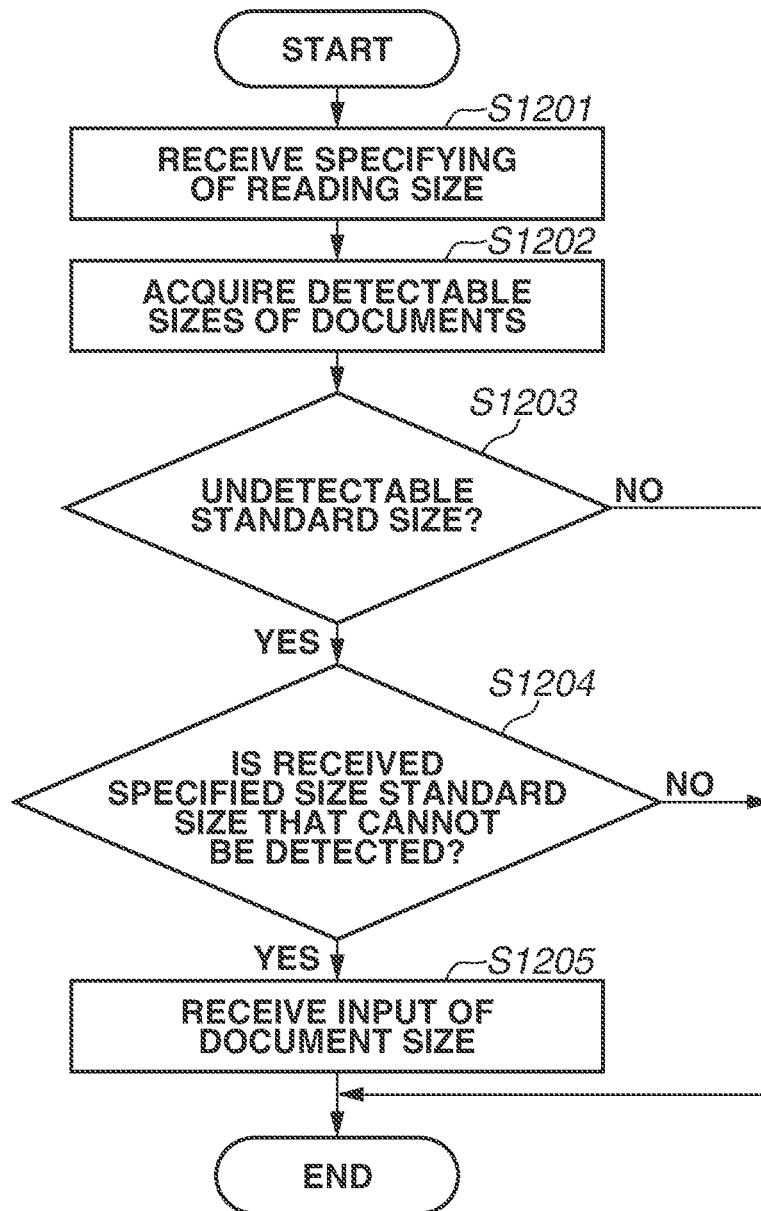 START
S1201
RECEIVE SPECIFYING
OF READING SIZE
S1202
ACQUIRE DETECTABLE
SIZES OF DOCUMENTS
S1203
UNDETECTABLE
STANDARD SIZE?
NO
YES
S1204
IS RECEIVED
SPECIFIED SIZE STANDARD
SIZE THAT CANNOT
BE DETECTED?
NO
YES
S1205
RECEIVE INPUT OF
DOCUMENT SIZE
END